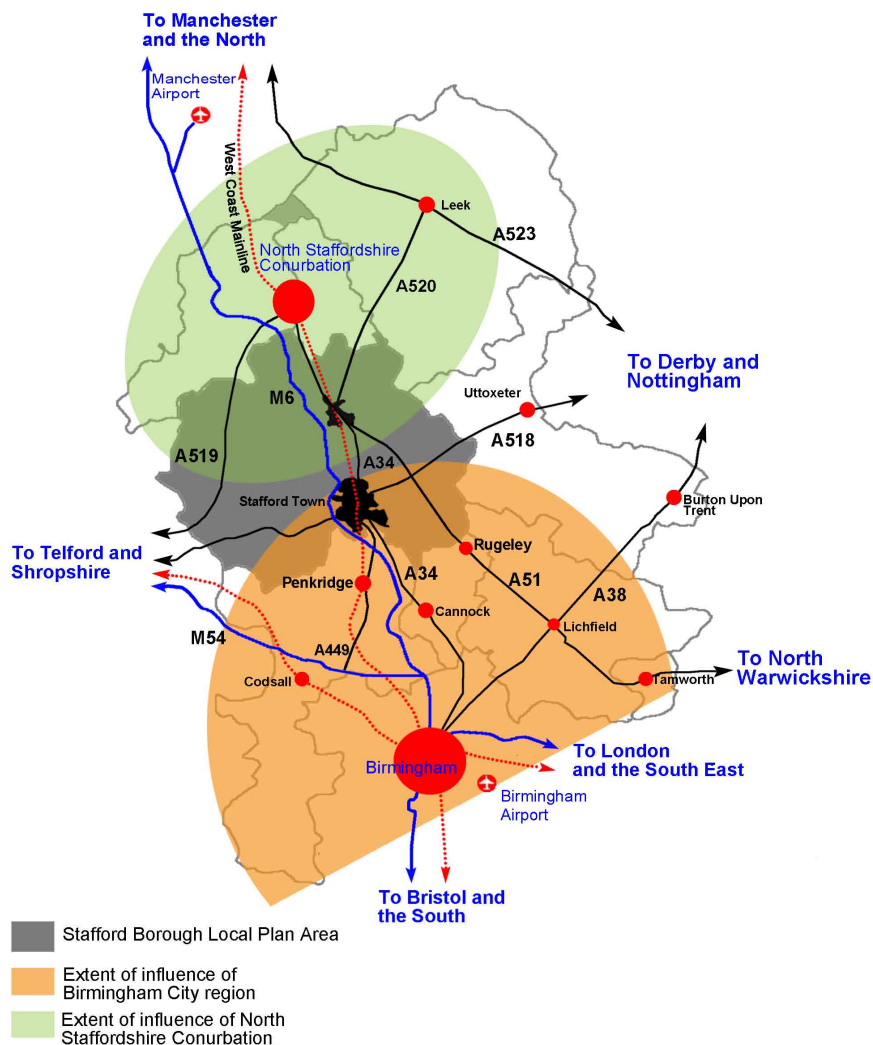 To Manchester
and the North
Manchester
Airport
West Coast Mainline
Leek
A523
North Staffordshire
Conurbation
A520
To Derby and
Nottingham
M6
Uttoxeter
A518
A519
A34
Stafford Town
Burton Upon
Trent
To Telford and
Shropshire
Rugeley
Penkridge
A34
A51
A38
Cannock
Lichfield
M54
A449
Codsall
Tamworth
To North
Warwickshire
Birmingham
To London
and the South East
Birmingham
Airport
To Bristol and
the South
Stafford Borough Local Plan Area
Extent of influence of
Birmingham City region
Extent of influence of North
Staffordshire Conurbation